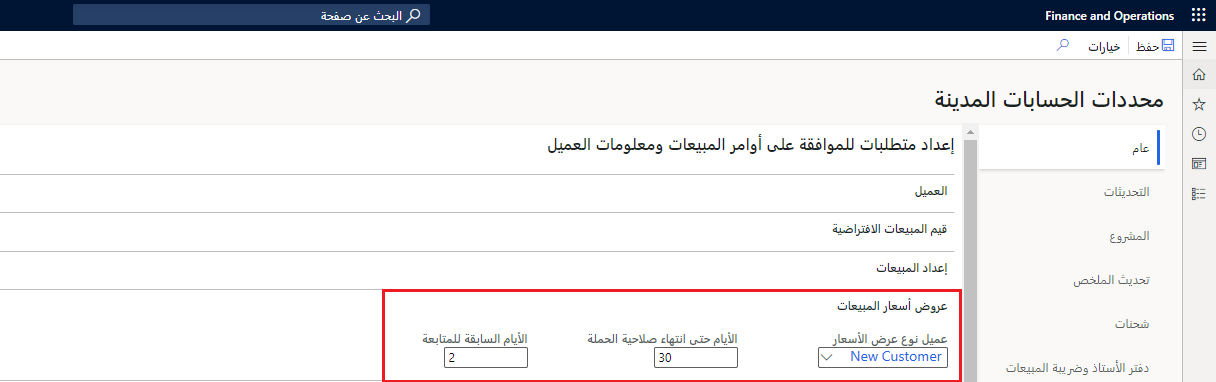 Finance and Operations
البحث عن صفحة
حفظ
خيارات
محددات الحسابات المدينة
عام
التحديثات
المشروع
تحديث الملخص
شحنات
دفتر الأستاذ وضريبة المبيعات
إعداد متطلبات للموافقة على أوامر المبيعات ومعلومات العميل
العميل
قيم المبيعات الافتراضية
إعداد المبيعات
عروض أسعار المبيعات
عميل نوع عرض الأسعار
New Customer
الأيام حتى انتهاء صلاحية الحملة
30
الأيام السابقة للمتابعة
2